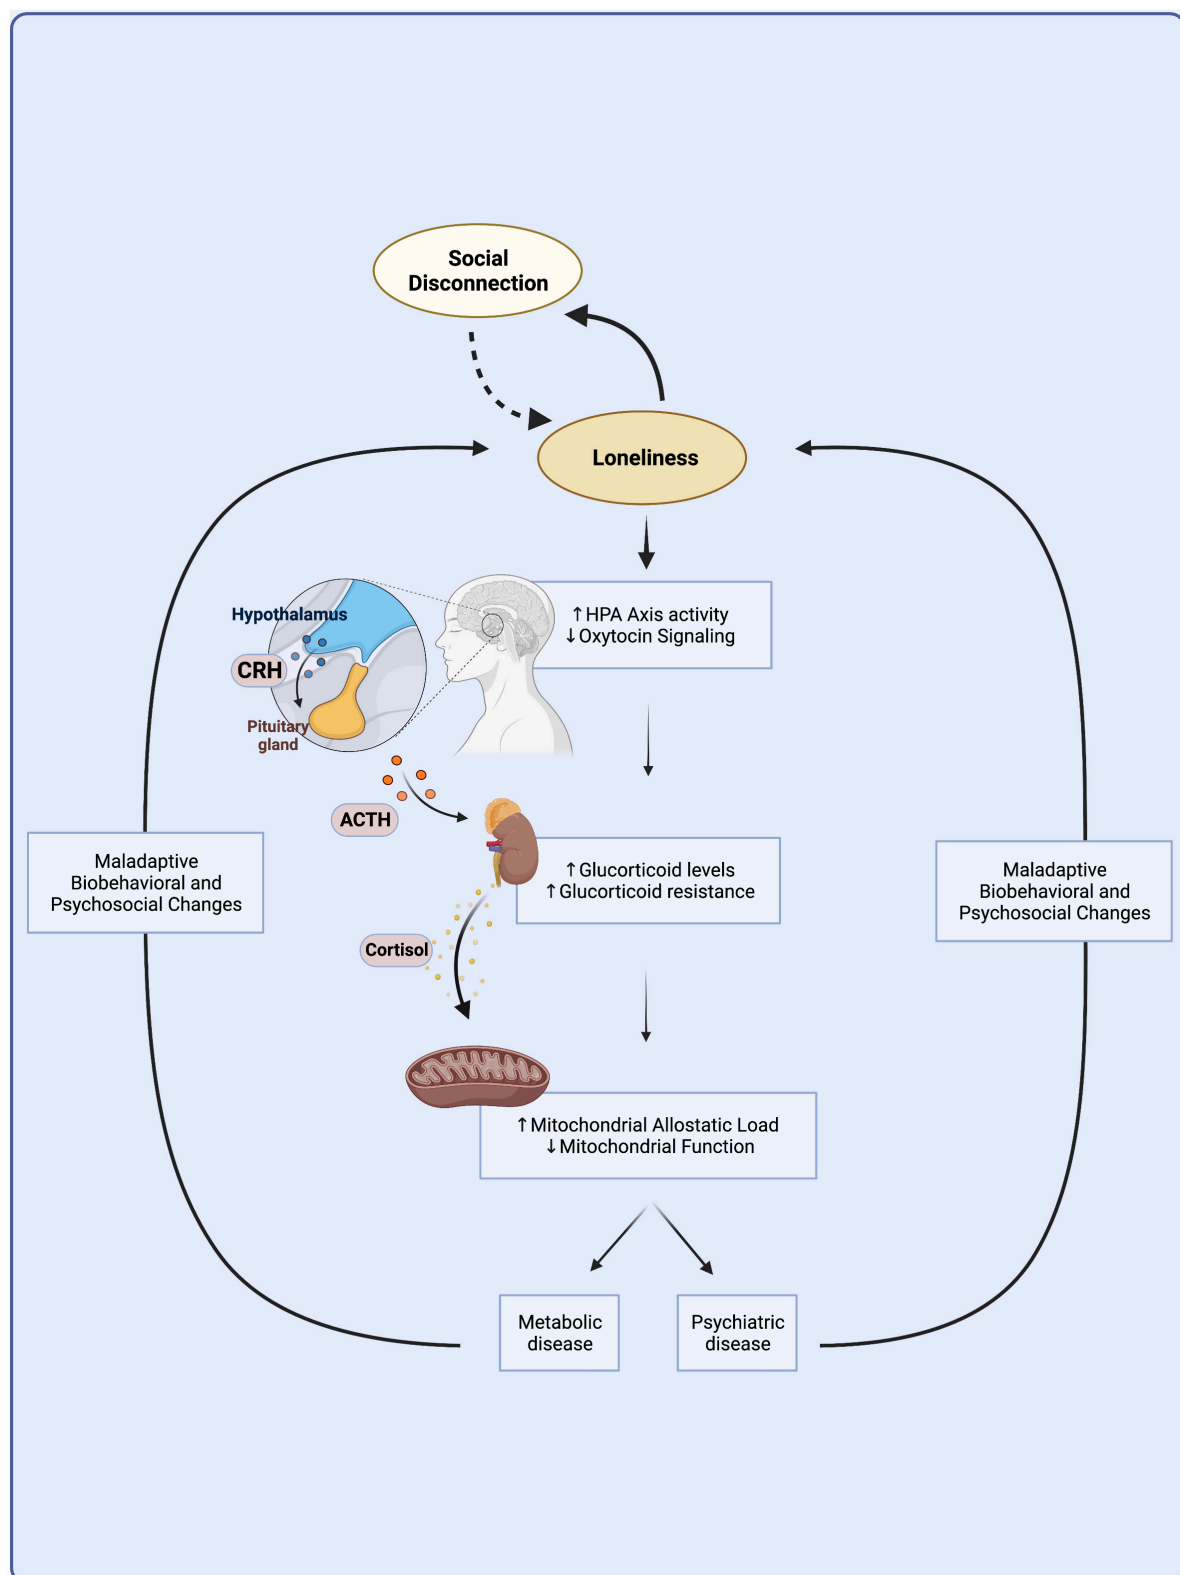 Social
Disconnection
Loneliness
↑HPA Axis activity
↓Oxytocin Signaling
Hypothalamus
CRH
Pituitary
gland
ACTH
↑Glucorticoid levels
↑Glucorticoid resistance
Maladaptive
Biobehavioral and
Psychosocial Changes
Maladaptive
Biobehavioral and
Psychosocial Changes
Cortisol
↑Mitochondrial Allostatic Load
↓Mitochondrial Function
Metabolic
disease
Psychiatric
disease